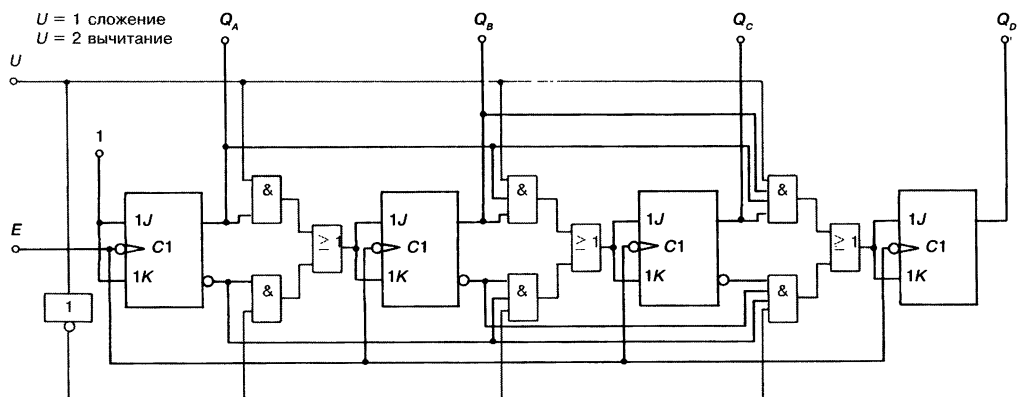 U = 1 сложение
U = 2 вычитание
Q_A
Q_B
Q_C
Q_D
U
1
E
1J
C1
1K
&
&
≥ 1
1J
C1
1K
&
&
≥ 1
1J
C1
1K
&
&
≥ 1
1J
C1
1K
1